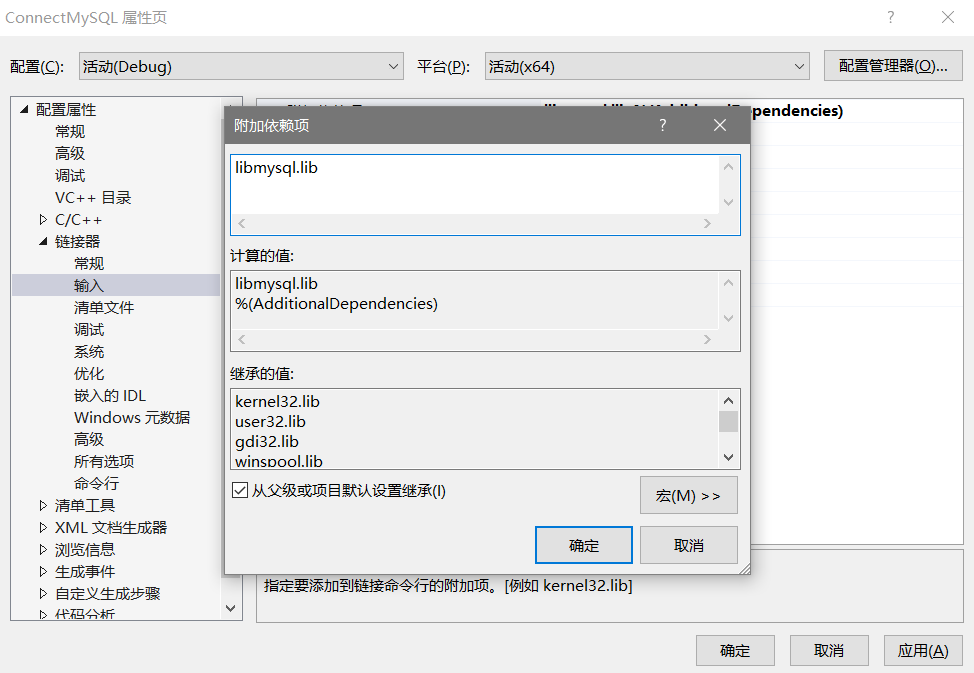 ConnectMySQL 属性页
?
配置(C):
活动(Debug)
平台(P):
活动(x64)
配置管理器(O)...
配置属性
常规
高级
调试
VC++ 目录
C/C++
链接器
常规
输入
清单文件
调试
系统
优化
嵌入的 IDL
Windows 元数据
高级
所有选项
命令行
清单工具
XML 文档生成器
浏览信息
生成事件
自定义生成步骤
代码分析
pendencies)
附加依赖项
?
libmysql.lib
计算的值:
libmysql.lib
%(AdditionalDependencies)
继承的值:
kernel32.lib
user32.lib
gdi32.lib
winspool.lib
从父级或项目默认设置继承(I)
宏(M) >>
确定
取消
指定要添加到链接命令行的附加项。[例如 kernel32.lib]
确定
取消
应用(A)